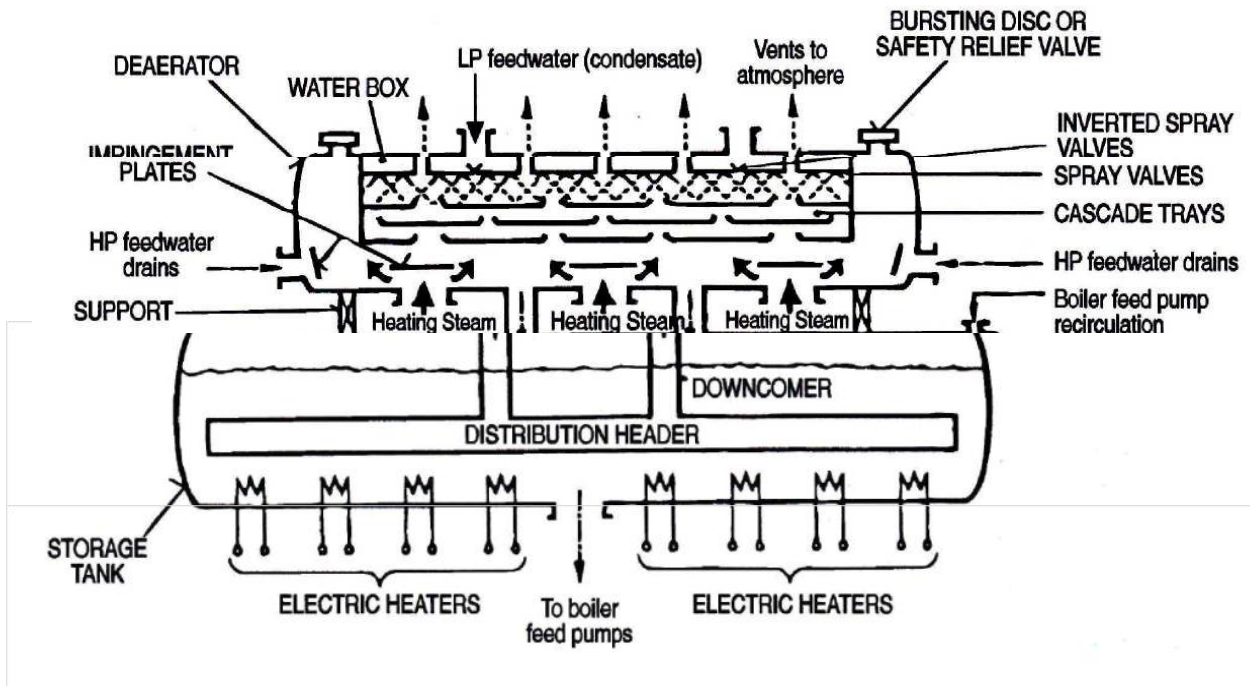 BURSTING DISC OR
SAFETY RELIEF VALVE
DEAERATOR
LP feedwater (condensate)
Vents to
atmosphere
WATER BOX
INVERTED SPRAY
VALVES
IMPINGEMENT
PLATES
SPRAY VALVES
CASCADE TRAYS
HP feedwater
drains
HP feedwater drains
SUPPORT
Heating Steam
Heating Steam
Heating Steam
Boiler feed pump
recirculation
DOWNCOMER
DISTRIBUTION HEADER
STORAGE
TANK
ELECTRIC HEATERS
To boiler
feed pumps
ELECTRIC HEATERS